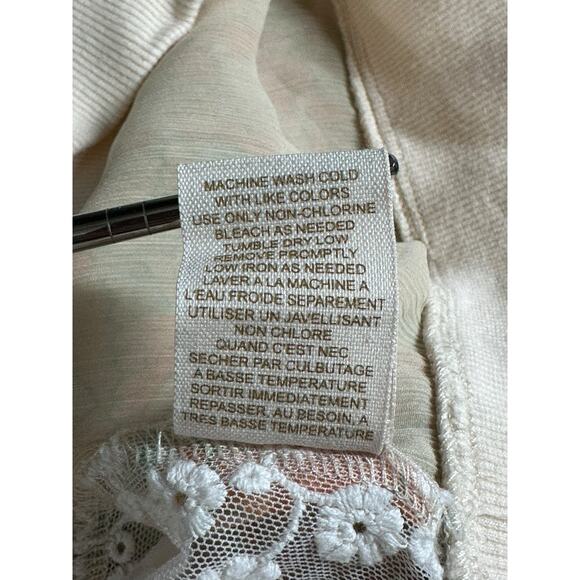 MACHINE WASH COLD
WITH LIKE COLORS
USE ONLY NON-CHLORINE
BLEACH AS NEEDED
TUMBLE DRY LOW
REMOVE PROMPTLY
LOW IRON AS NEEDED
LAVER A LA MACHINE A
L'EAU FROIDE SEPAREMENT
UTILISER UN JAVELLISANT
NON CHLORE
QUAND C'EST NEC
SECHER PAR CULBUTAGE
A BASSE TEMPERATURE
SORTIR IMMEDIATEMENT
REPASSER, AU BESOIN, A
TRES BASSE TEMPERATURE